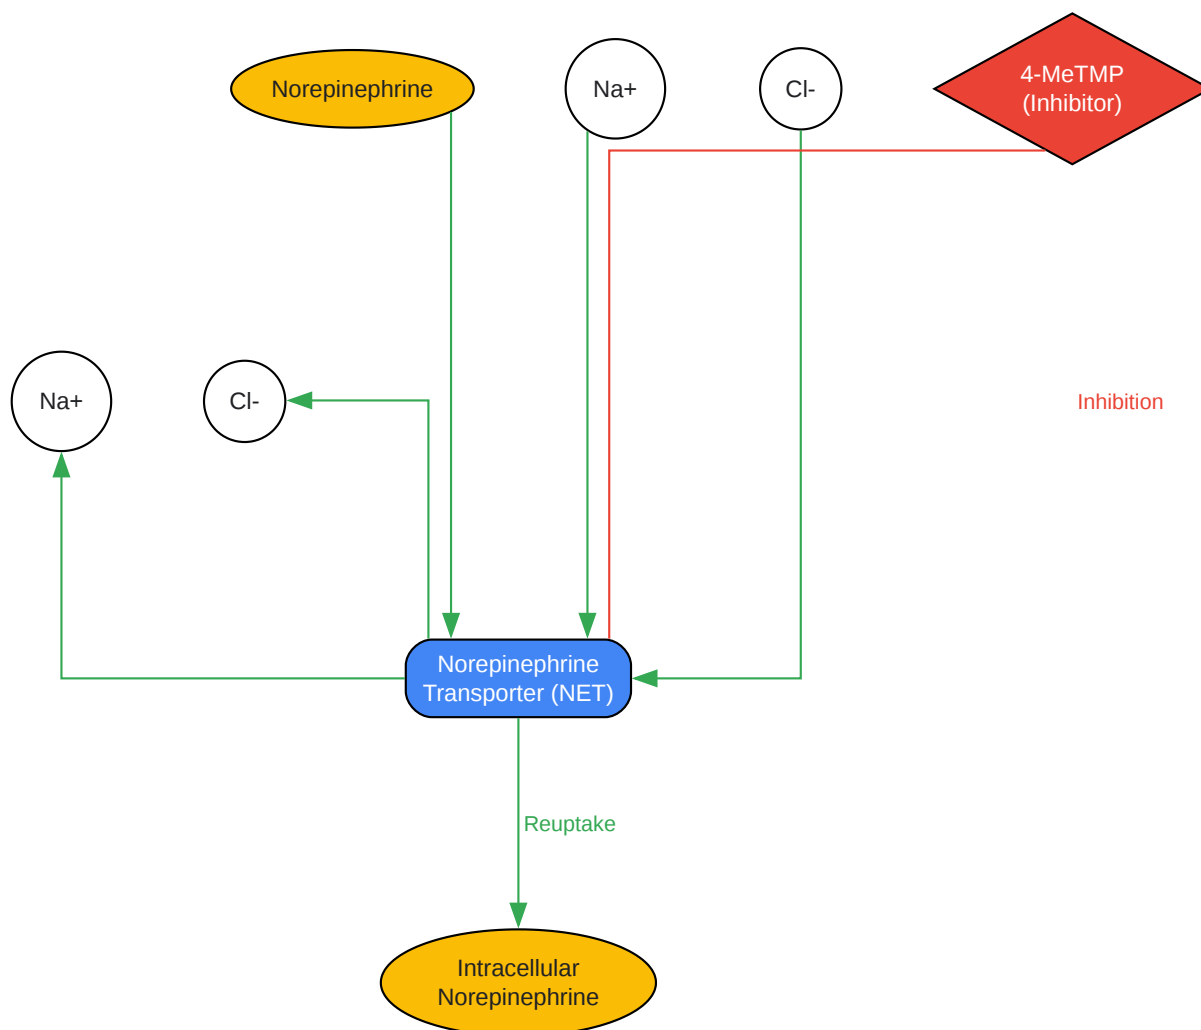 Norepinephrine
Na+
Cl-
4-MeTMP
(Inhibitor)
Na+
Cl-
Inhibition
Norepinephrine
Transporter (NET)
Reuptake
Intracellular
Norepinephrine